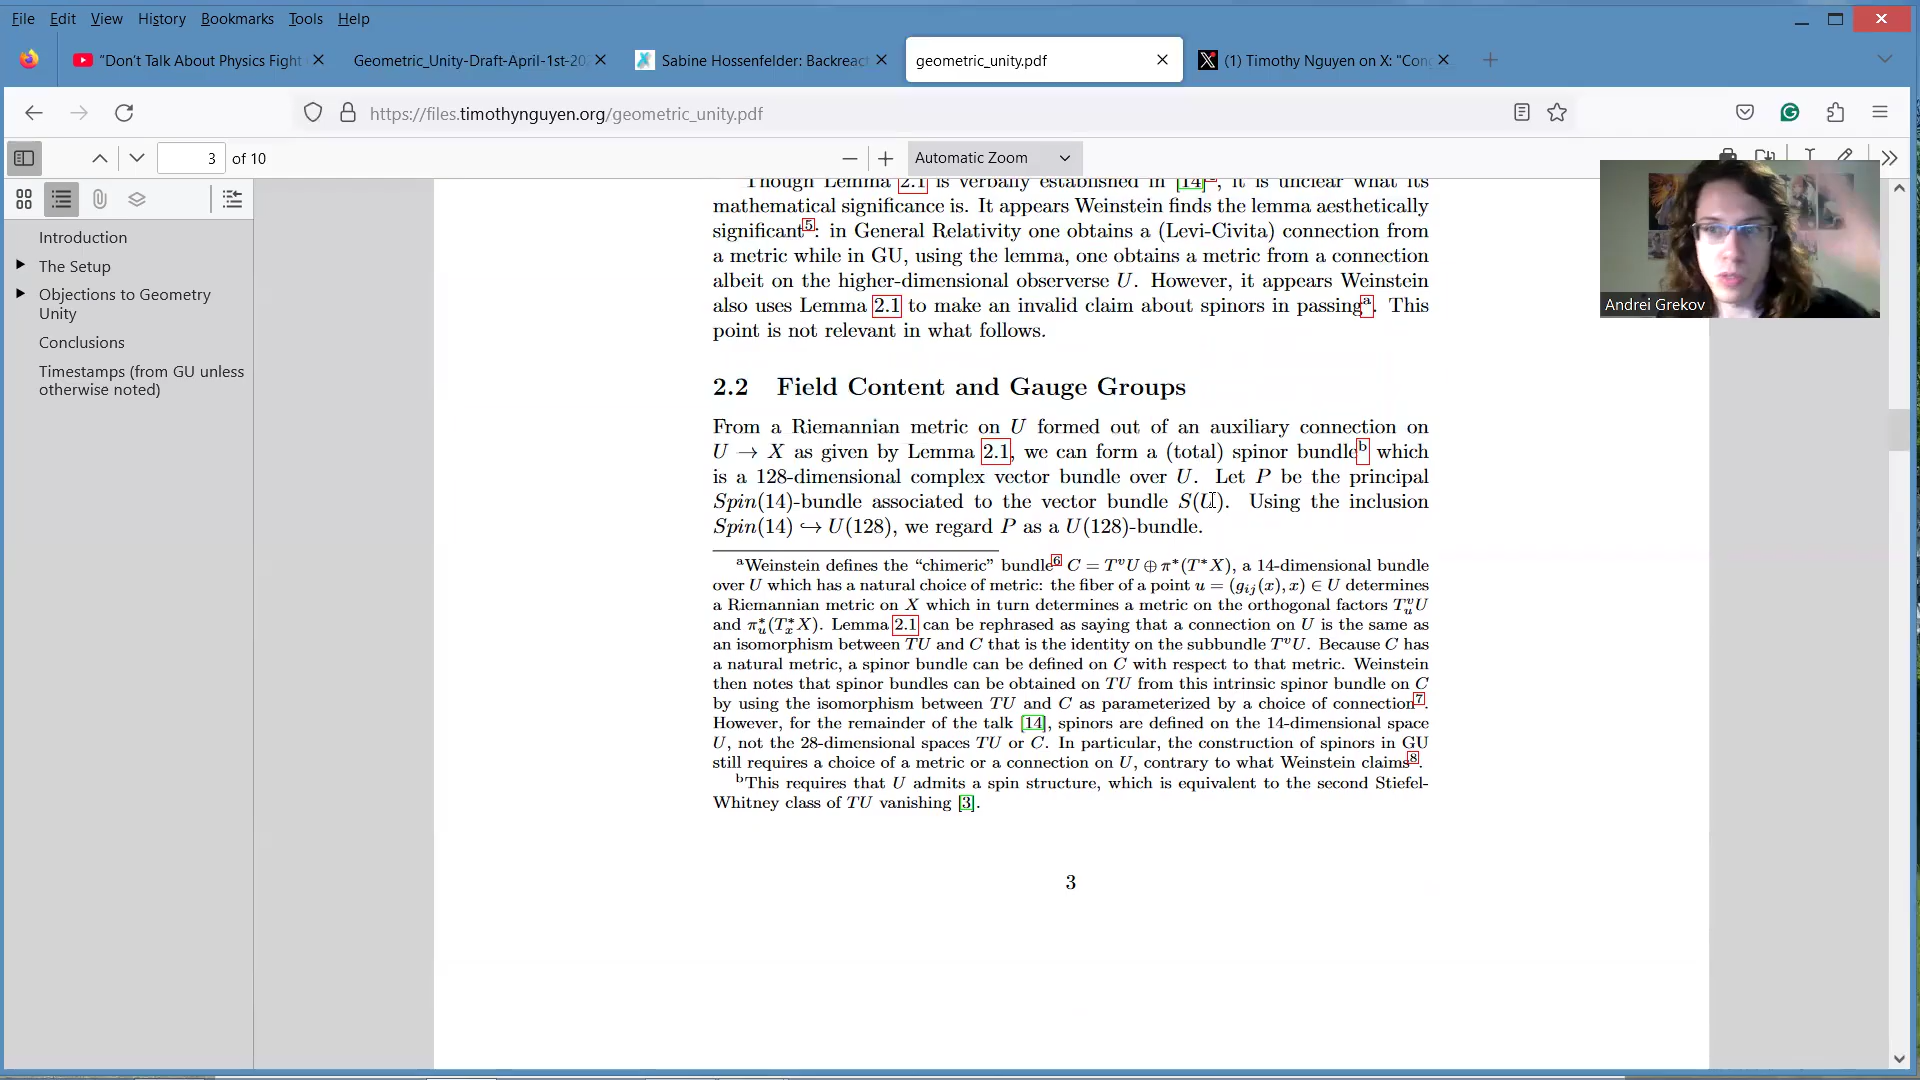 File Edit View History Bookmarks Tools Help
"Don't Talk About Physics Fight
Geometric_Unity-Draft-April-1st-20
Sabine Hossenfelder: Backreac
geometric_unity.pdf
(1) Timothy Nguyen on X: "Con
https://files.timothynguyen.org/geometric_unity.pdf
3 of 10
Automatic Zoom
Introduction
The Setup
Objections to Geometry
Unity
Conclusions
Timestamps (from GU unless
otherwise noted)
Though Lemma 2.1 is verbally established in [14], it is unclear what its
mathematical significance is. It appears Weinstein finds the lemma aesthetically
significant⁵: in General Relativity one obtains a (Levi-Civita) connection from
a metric while in GU, using the lemma, one obtains a metric from a connection
albeit on the higher-dimensional observerse U. However, it appears Weinstein
also uses Lemma 2.1 to make an invalid claim about spinors in passingᵃ. This
point is not relevant in what follows.
2.2 Field Content and Gauge Groups
From a Riemannian metric on U formed out of an auxiliary connection on
U → X as given by Lemma 2.1, we can form a (total) spinor bundleᵇ which
is a 128-dimensional complex vector bundle over U. Let P be the principal
Spin(14)-bundle associated to the vector bundle S(U). Using the inclusion
Spin(14) ↪ U(128), we regard P as a U(128)-bundle.
ᵃWeinstein defines the "chimeric" bundle⁶ C = TᵛU ⊕ π*(T*X), a 14-dimensional bundle
over U which has a natural choice of metric: the fiber of a point u = (gᵢⱼ(x), x) ∈ U determines
a Riemannian metric on X which in turn determines a metric on the orthogonal factors TᵤᵛU
and πᵤ*(Tₓ*X). Lemma 2.1 can be rephrased as saying that a connection on U is the same as
an isomorphism between TU and C that is the identity on the subbundle TᵛU. Because C has
a natural metric, a spinor bundle can be defined on C with respect to that metric. Weinstein
then notes that spinor bundles can be obtained on TU from this intrinsic spinor bundle on C
by using the isomorphism between TU and C as parameterized by a choice of connection⁷.
However, for the remainder of the talk [14], spinors are defined on the 14-dimensional space
U, not the 28-dimensional spaces TU or C. In particular, the construction of spinors in GU
still requires a choice of a metric or a connection on U, contrary to what Weinstein claims⁸.
ᵇThis requires that U admits a spin structure, which is equivalent to the second Stiefel-
Whitney class of TU vanishing [3].
3
Andrei Grekov